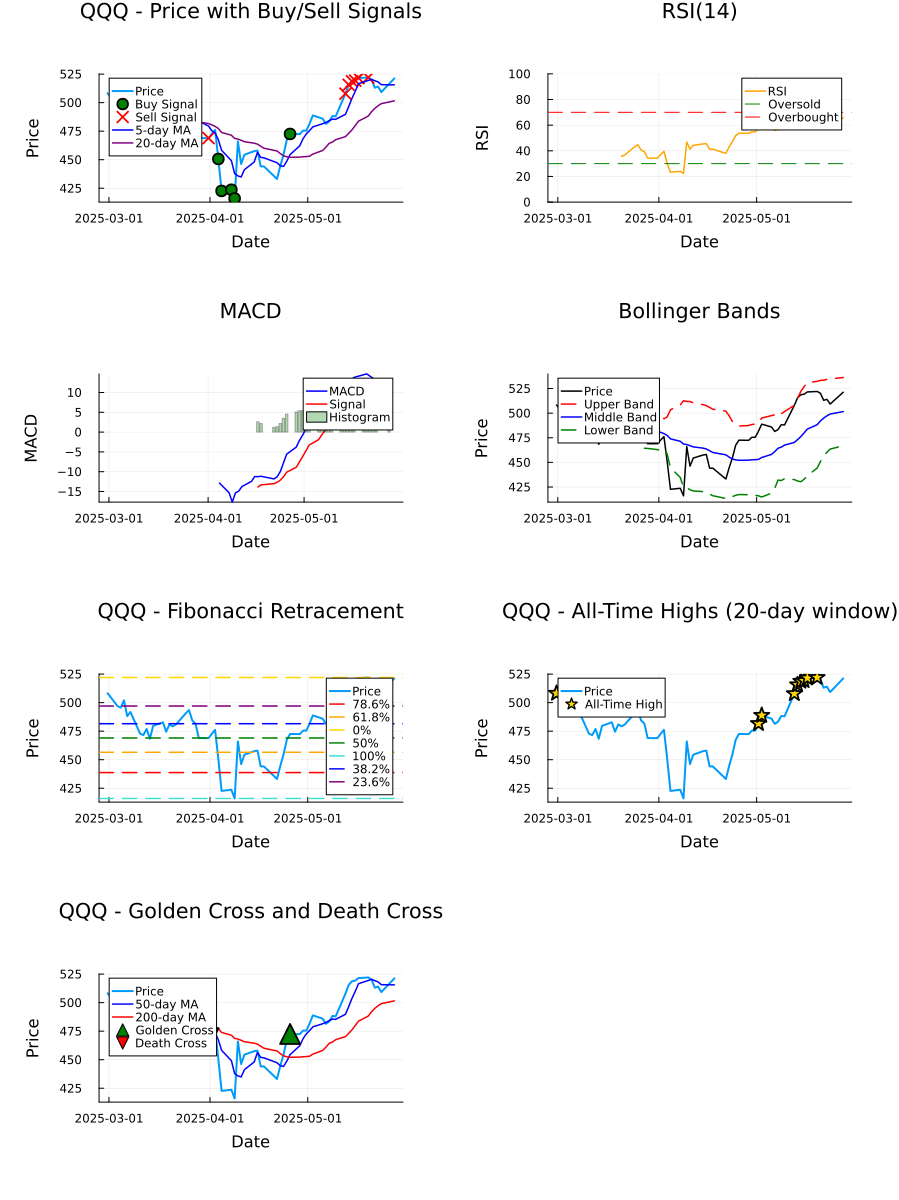 QQQ - Price with Buy/Sell Signals
525
500
475
450
425
Price
Price
Buy Signal
Sell Signal
5-day MA
20-day MA
2025-03-01
2025-04-01
2025-05-01
Date
RSI(14)
100
80
60
40
20
0
RSI
RSI
Oversold
Overbought
2025-03-01
2025-04-01
2025-05-01
Date
MACD
10
5
0
−5
−10
−15
MACD
MACD
Signal
Histogram
2025-03-01
2025-04-01
2025-05-01
Date
Bollinger Bands
525
500
475
450
425
Price
Price
Upper Band
Middle Band
Lower Band
2025-03-01
2025-04-01
2025-05-01
Date
QQQ - Fibonacci Retracement
525
500
475
450
425
Price
Price
78.6%
61.8%
0%
50%
100%
38.2%
23.6%
2025-03-01
2025-04-01
2025-05-01
Date
QQQ - All-Time Highs (20-day window)
525
500
475
450
425
Price
Price
All-Time High
2025-03-01
2025-04-01
2025-05-01
Date
QQQ - Golden Cross and Death Cross
525
500
475
450
425
Price
Price
50-day MA
200-day MA
Golden Cross
Death Cross
2025-03-01
2025-04-01
2025-05-01
Date